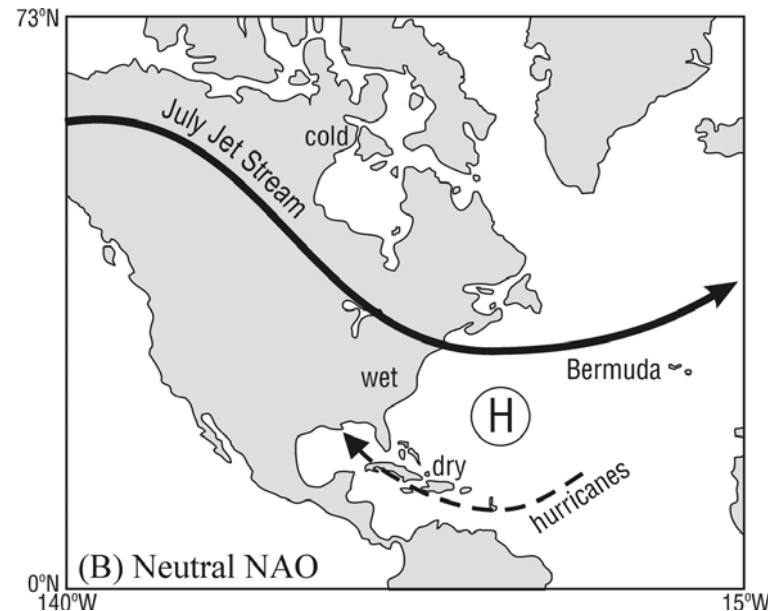 73°N
July Jet Stream
cold
Bermuda
wet
H
dry
hurricanes
(B) Neutral NAO
0°N
140°W
15°W